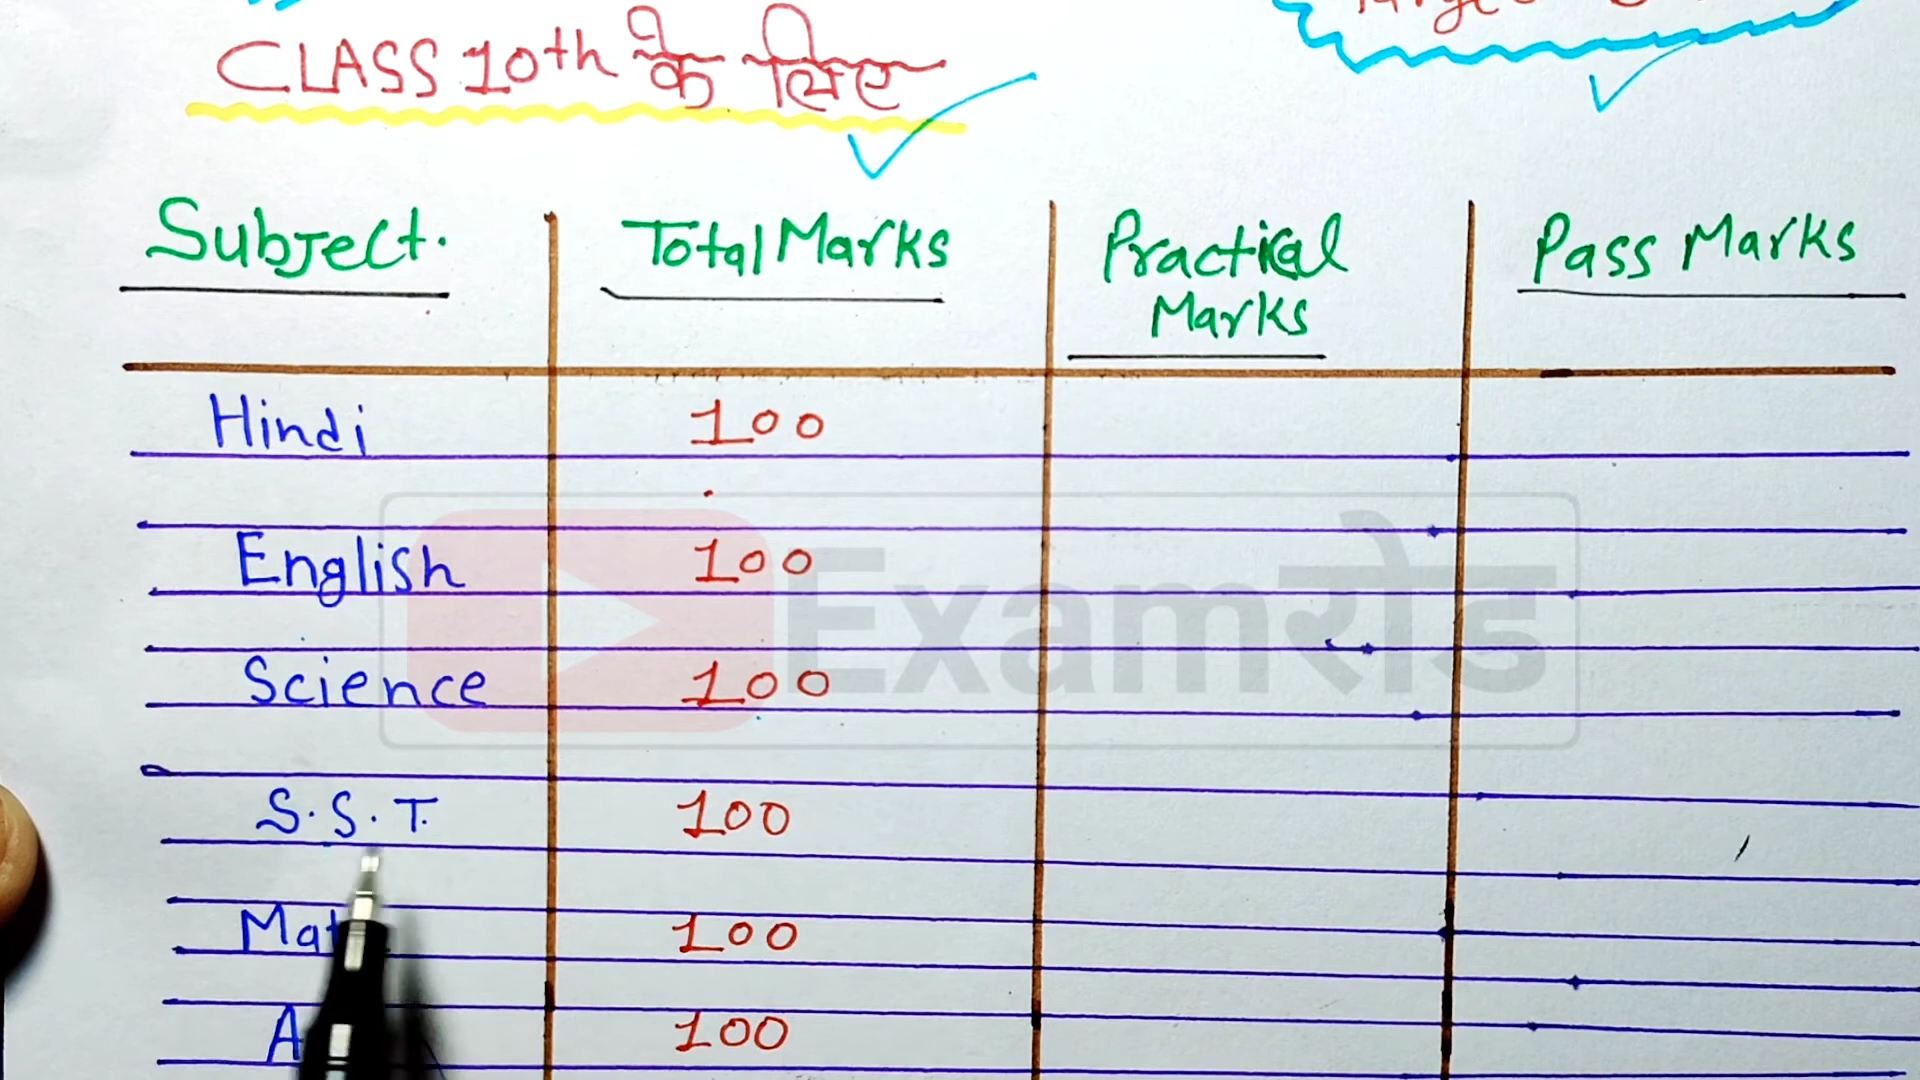 CLASS 10th के लिए
Subject. Total Marks Practical Marks Pass Marks
Hindi 100
English 100
Science 100
S.S.T. 100
100
100
Examरोड